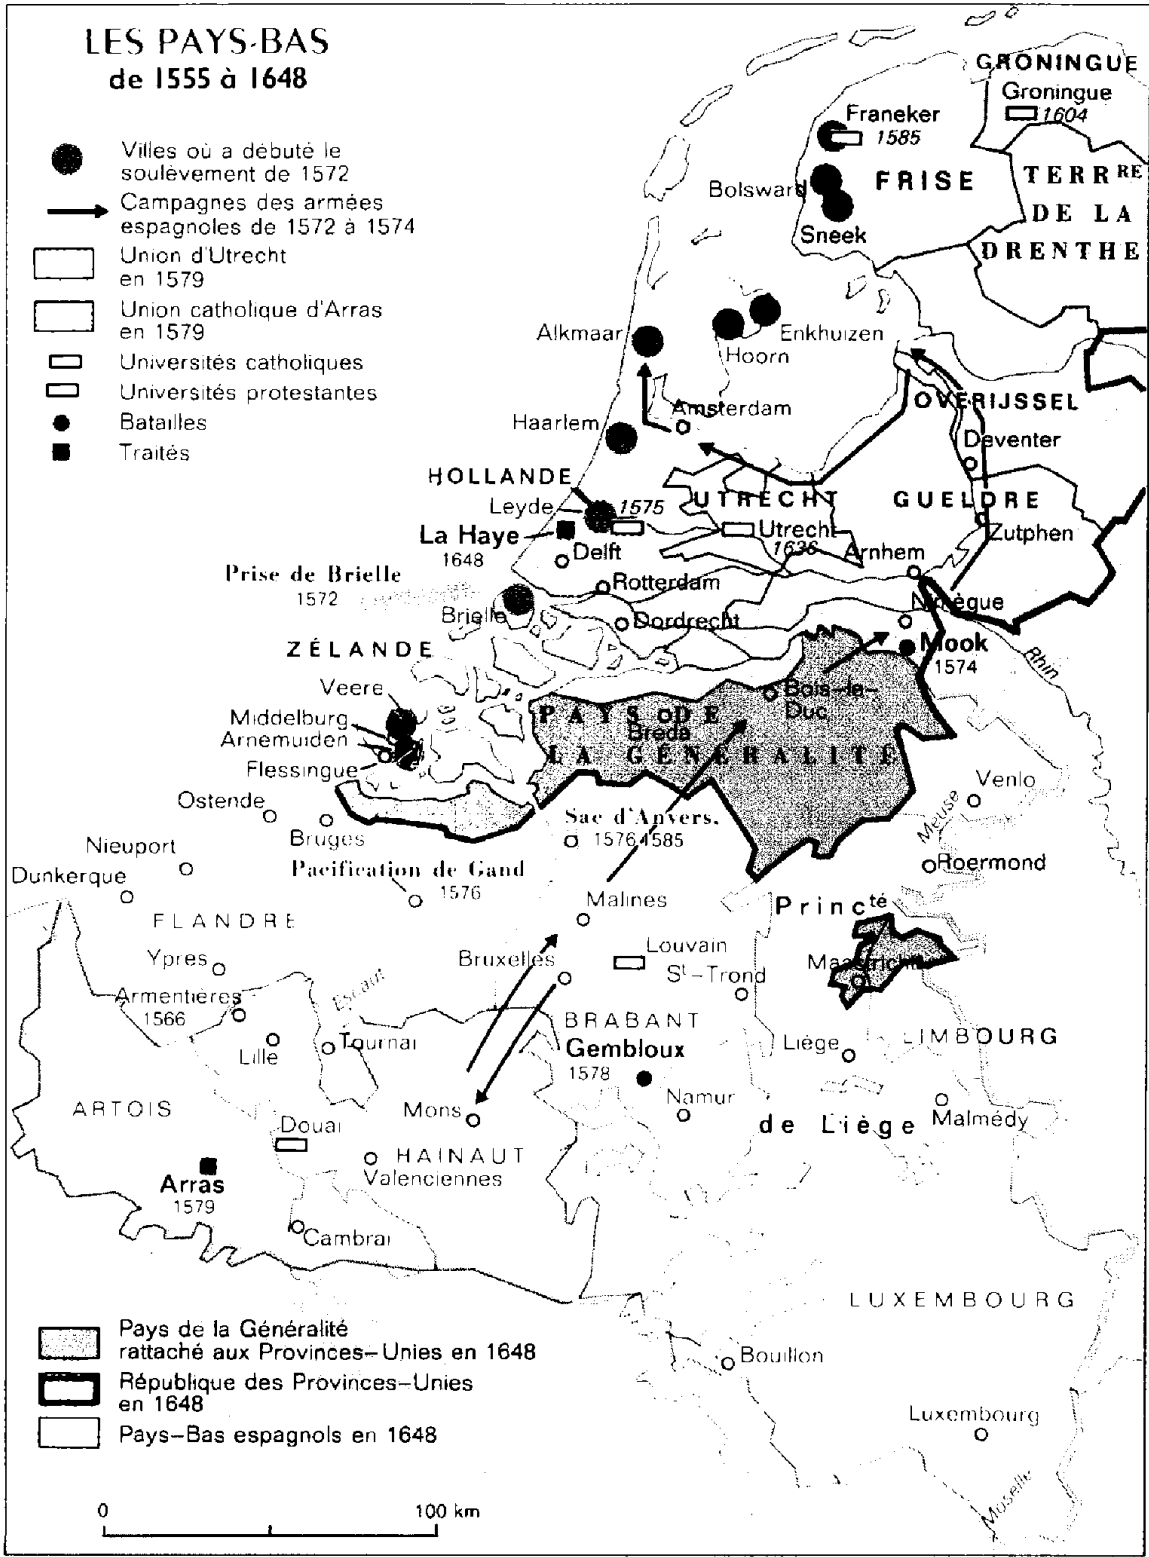 LES PAYS-BAS
de 1555 à 1648
Villes où a débuté le
soulèvement de 1572
Campagnes des armées
espagnoles de 1572 à 1574
Union d'Utrecht
en 1579
Union catholique d'Arras
en 1579
Universités catholiques
Universités protestantes
Batailles
Traités
GRONINGUE
Groningue
1604
Franeker
1585
FRISE
Bolsward
Sneek
TERRRE
DE LA
DRENTHE
Alkmaar
Hoorn
Enkhuizen
Haarlem
Amsterdam
OVERIJSSEL
Deventer
HOLLANDE
Leyde
1575
UTRECHT
GUELDRE
Utrecht
1636
Zutphen
La Haye
1648
Delft
Arnhem
Prise de Brielle
1572
Rotterdam
Brielle
Dordrecht
Nimègue
Mook
1574
Rhin
ZÉLANDE
Veere
Middelburg
Arnemuiden
Flessingue
Bois-le-
Duc
PAYS DE
Breda
LA GÉNÉRALITÉ
Venlo
Meuse
Roermond
Ostende
Bruges
Sac d'Anvers,
1576 1585
Nieuport
Dunkerque
Pacification de Gand
1576
Malines
FLANDRE
Princté
Ypres
Bruxelles
Louvain
St-Trond
Maastricht
Armentières
1566
Escaut
Lille
Tournai
BRABANT
Gembloux
1578
Liège
LIMBOURG
ARTOIS
Mons
Namur
Malmédy
de Liège
Douai
HAINAUT
Valenciennes
Arras
1579
Cambrai
LUXEMBOURG
Bouillon
Luxembourg
Moselle
Pays de la Généralité
rattaché aux Provinces-Unies en 1648
République des Provinces-Unies
en 1648
Pays-Bas espagnols en 1648
0
100 km